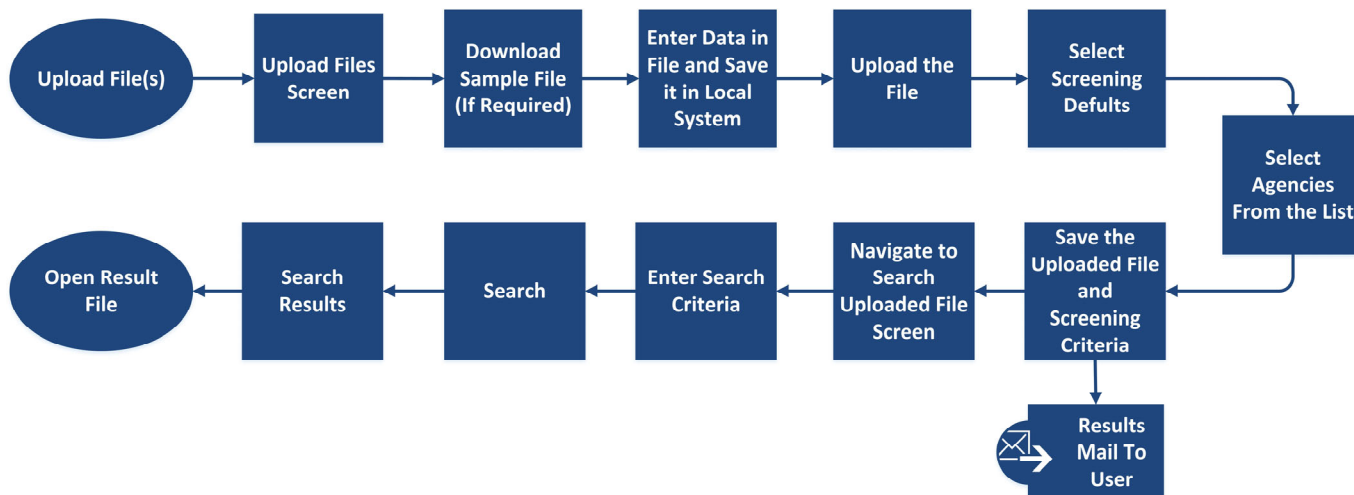 Upload File(s)
Upload Files
Screen
Download
Sample File
(If Required)
Enter Data in
File and Save
it in Local
System
Upload the
File
Select
Screening
Defults
Select
Agencies
From the List
Save the
Uploaded File
and
Screening
Criteria
Navigate to
Search
Uploaded File
Screen
Enter Search
Criteria
Search
Search
Results
Open Result
File
Results
Mail To
User